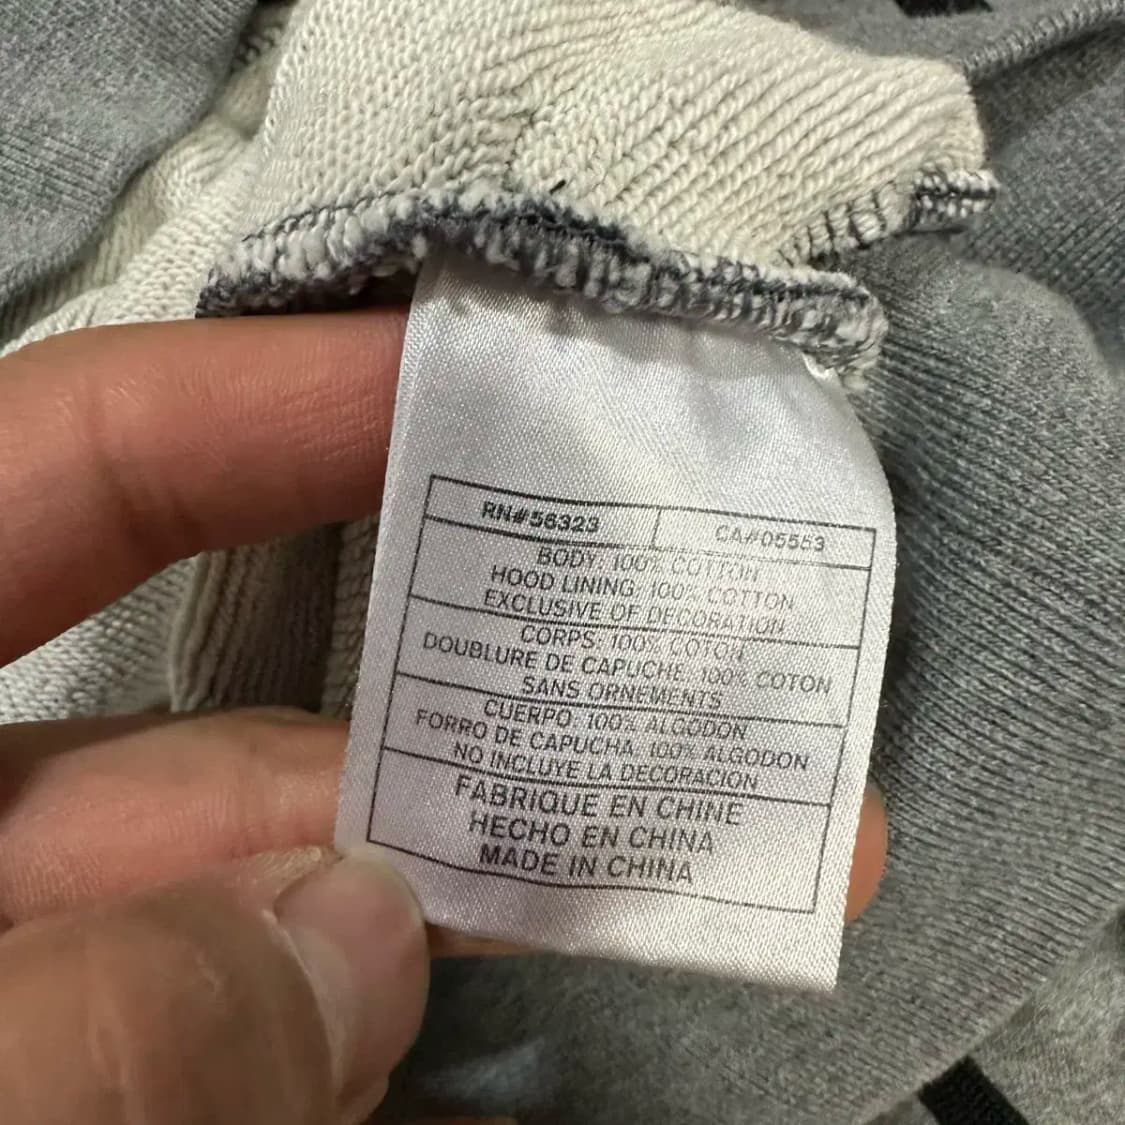 RN#56323 CA#05553
BODY: 100% COTTON
HOOD LINING: 100% COTTON
EXCLUSIVE OF DECORATION
CORPS: 100% COTON
DOUBLURE DE CAPUCHE: 100% COTON
SANS ORNEMENTS
CUERPO: 100% ALGODON
FORRO DE CAPUCHA: 100% ALGODON
NO INCLUYE LA DECORACION
FABRIQUE EN CHINE
HECHO EN CHINA
MADE IN CHINA